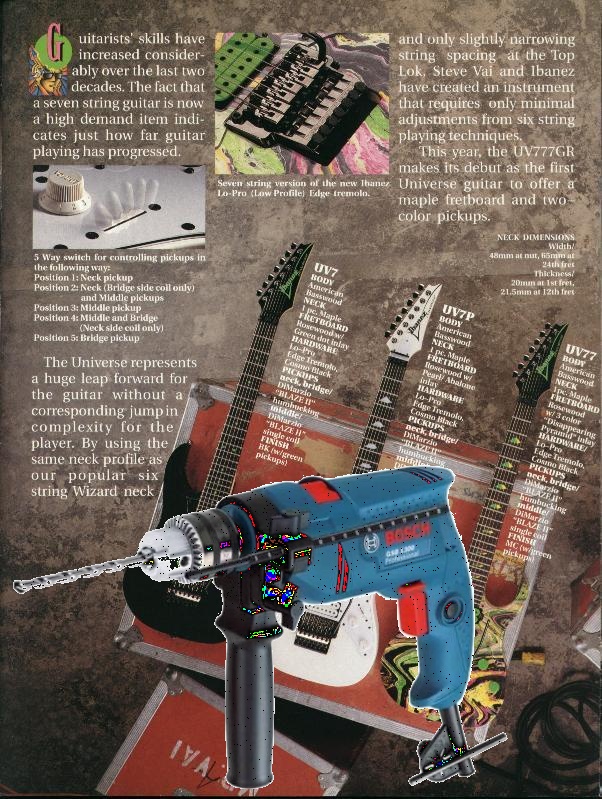 Guitarists' skills have
increased consider-
ably over the last two
decades. The fact that
a seven string guitar is now
a high demand item indi-
cates just how far guitar
playing has progressed.
5 Way switch for controlling pickups in
the following way:
Position 1: Neck pickup
Position 2: Neck (Bridge side coil only)
and Middle pickups
Position 3: Middle pickup
Position 4: Middle and Bridge
(Neck side coil only)
Position 5: Bridge pickup
The Universe represents
a huge leap forward for
the guitar without a
corresponding jump in
complexity for the
player. By using the
same neck profile as
our popular six
string Wizard neck
Seven string version of the new Ibanez
Lo-Pro (Low Profile) Edge tremolo.
and only slightly narrowing
string spacing at the Top
Lok, Steve Vai and Ibanez
have created an instrument
that requires only minimal
adjustments from six string
playing techniques.
This year, the UV777GR
makes its debut as the first
Universe guitar to offer a
maple fretboard and two-
color pickups.
NECK DIMENSIONS
Width/
48mm at nut, 65mm at
24th fret
Thickness/
20mm at 1st fret,
21.5mm at 12th fret
UV7
BODY
American
Basswood
NECK
1 pc. Maple
FRETBOARD
Rosewood w/
Green dot inlay
HARDWARE
Lo-Pro
Edge Tremolo,
Cosmo Black
PICKUPS
neck, bridge/
DiMarzio
"BLAZE II"
humbucking
middle/
DiMarzio
"BLAZE II"
single coil
FINISH
BK (w/green
pickups)
UV7P
BODY
American
Basswood
NECK
1 pc. Maple
FRETBOARD
Rosewood w/
Pearl/Abalone
inlay
HARDWARE
Lo-Pro
Edge Tremolo,
Cosmo Black
PICKUPS
neck, bridge/
DiMarzio
"BLAZE II"
humbucking
middle/
UV77
BODY
American
Basswood
NECK
1 pc. Maple
FRETBOARD
Rosewood
w/3 color
"Disappearing
Pyramid" inlay
HARDWARE/
Lo-Pro
Edge Tremolo,
Cosmo Black
PICKUPS
neck, bridge/
DiMarzio
"BLAZE II"
humbucking
middle/
DiMarzio
"BLAZE II"
single coil
FINISH
MC (w/green
pickups)
Ibanez
BOSCH
Professional
VAI